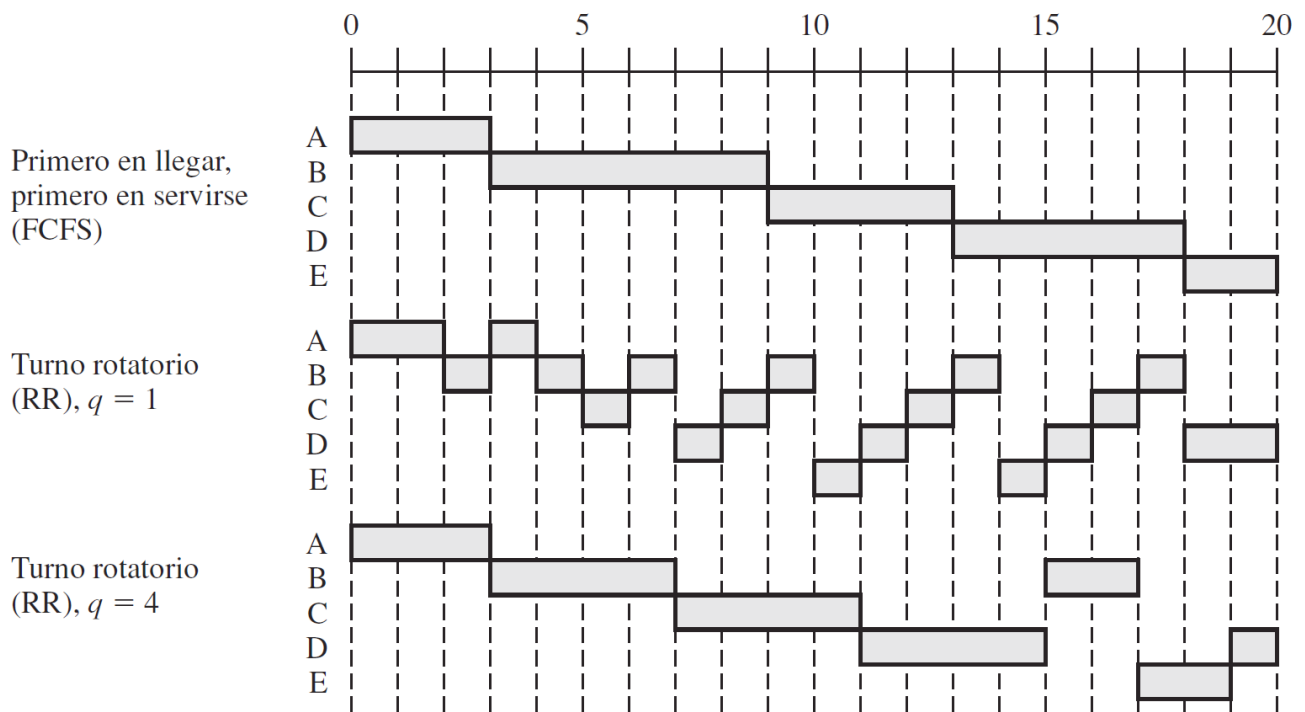 0 5 10 15 20
A
B
C
D
E
Primero en llegar,
primero en servirse
(FCFS)
A
B
C
D
E
Turno rotatorio
(RR), q = 1
A
B
C
D
E
Turno rotatorio
(RR), q = 4